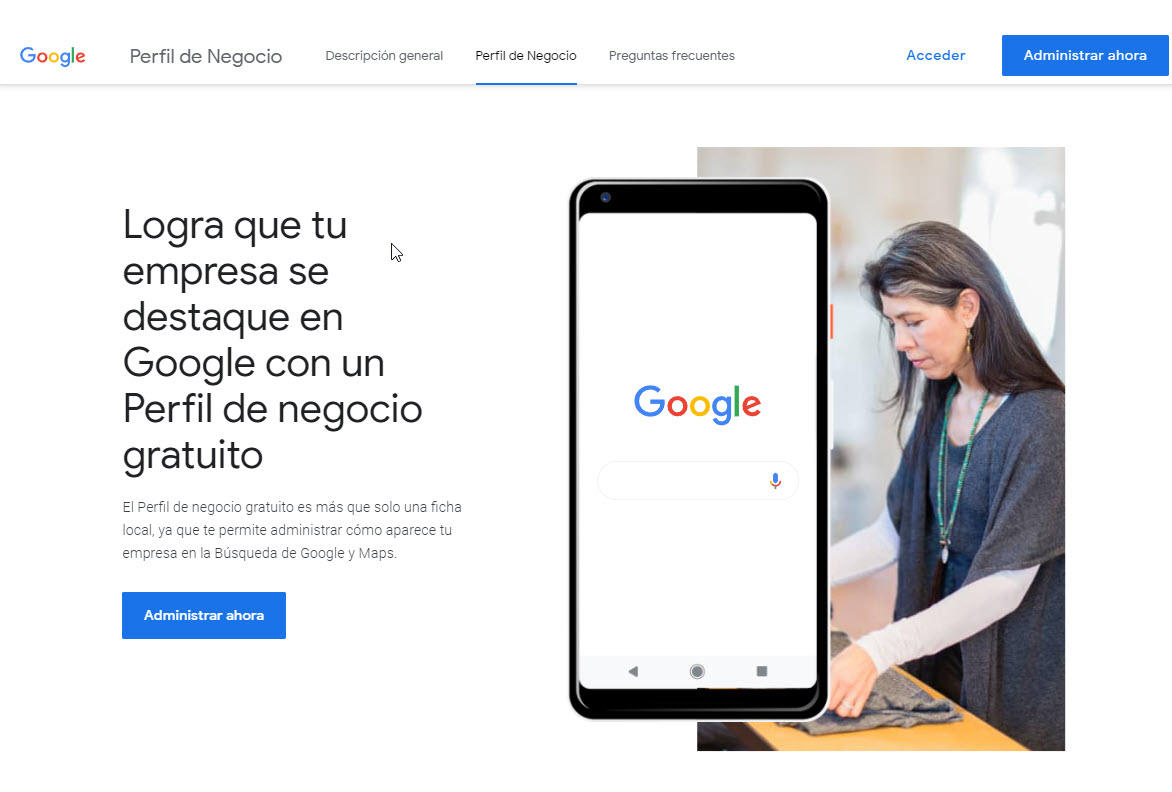 Google Perfil de Negocio Descripción general Perfil de Negocio Preguntas frecuentes Acceder Administrar ahora
Logra que tu
empresa se
destaque en
Google con un
Perfil de negocio
gratuito
El Perfil de negocio gratuito es más que solo una ficha
local, ya que te permite administrar cómo aparece tu
empresa en la Búsqueda de Google y Maps.
Administrar ahora
Google